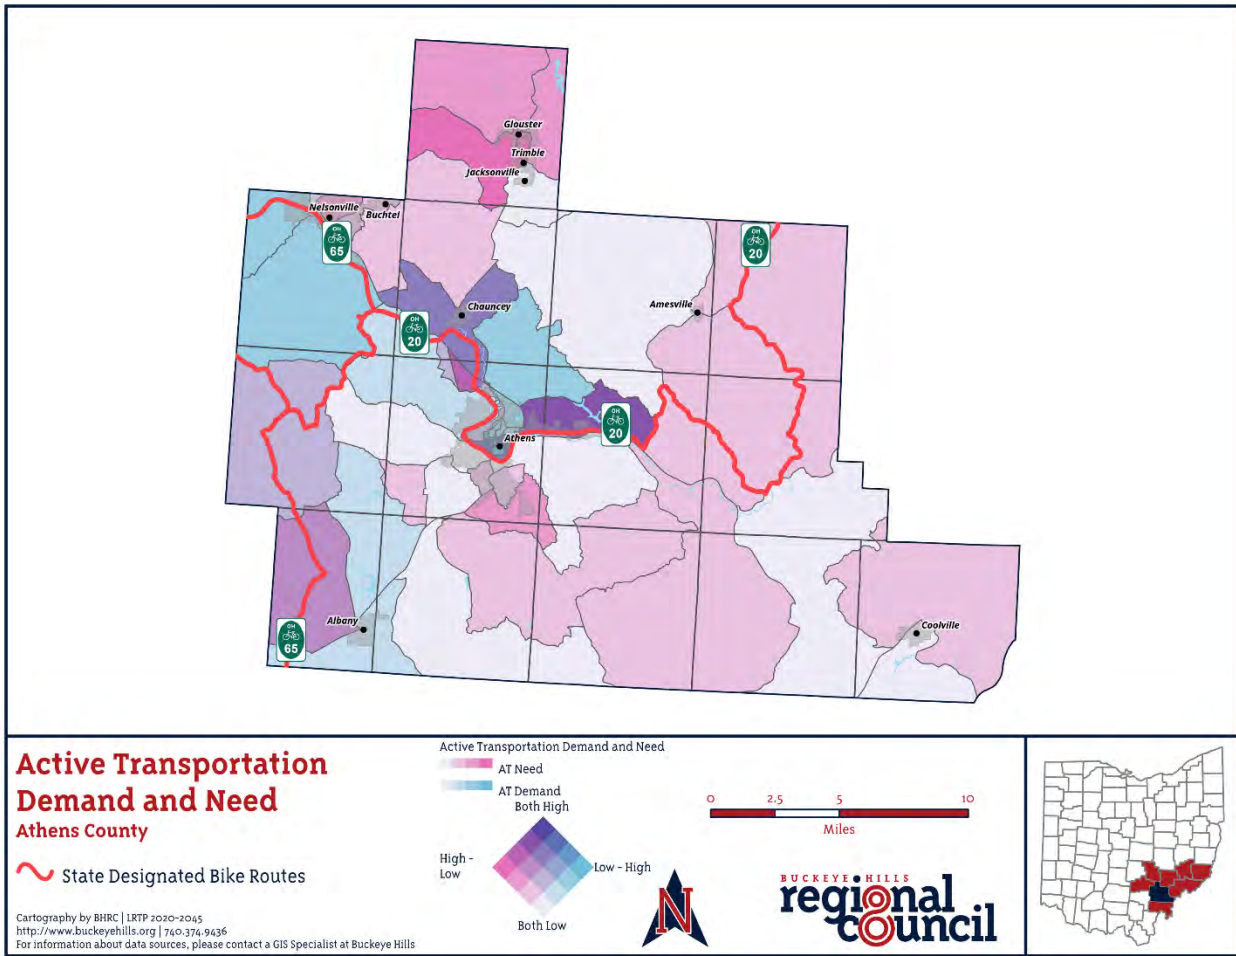 Glouster
Trimble
Jacksonville
Nelsonville
Buchtel
OH
65
OH
20
Chauncey
Amesville
OH
20
OH
20
Athens
Albany
OH
65
Coolville
Active Transportation
Demand and Need
Athens County
State Designated Bike Routes
Cartography by BHRC | LRTP 2020-2045
http://www.buckeyehills.org | 740.374.9436
For information about data sources, please contact a GIS Specialist at Buckeye Hills
Active Transportation Demand and Need
AT Need
AT Demand
Both High
High -
Low
Low - High
Both Low
0 2.5 5 10
Miles
N
BUCKEYE HILLS
regional
council